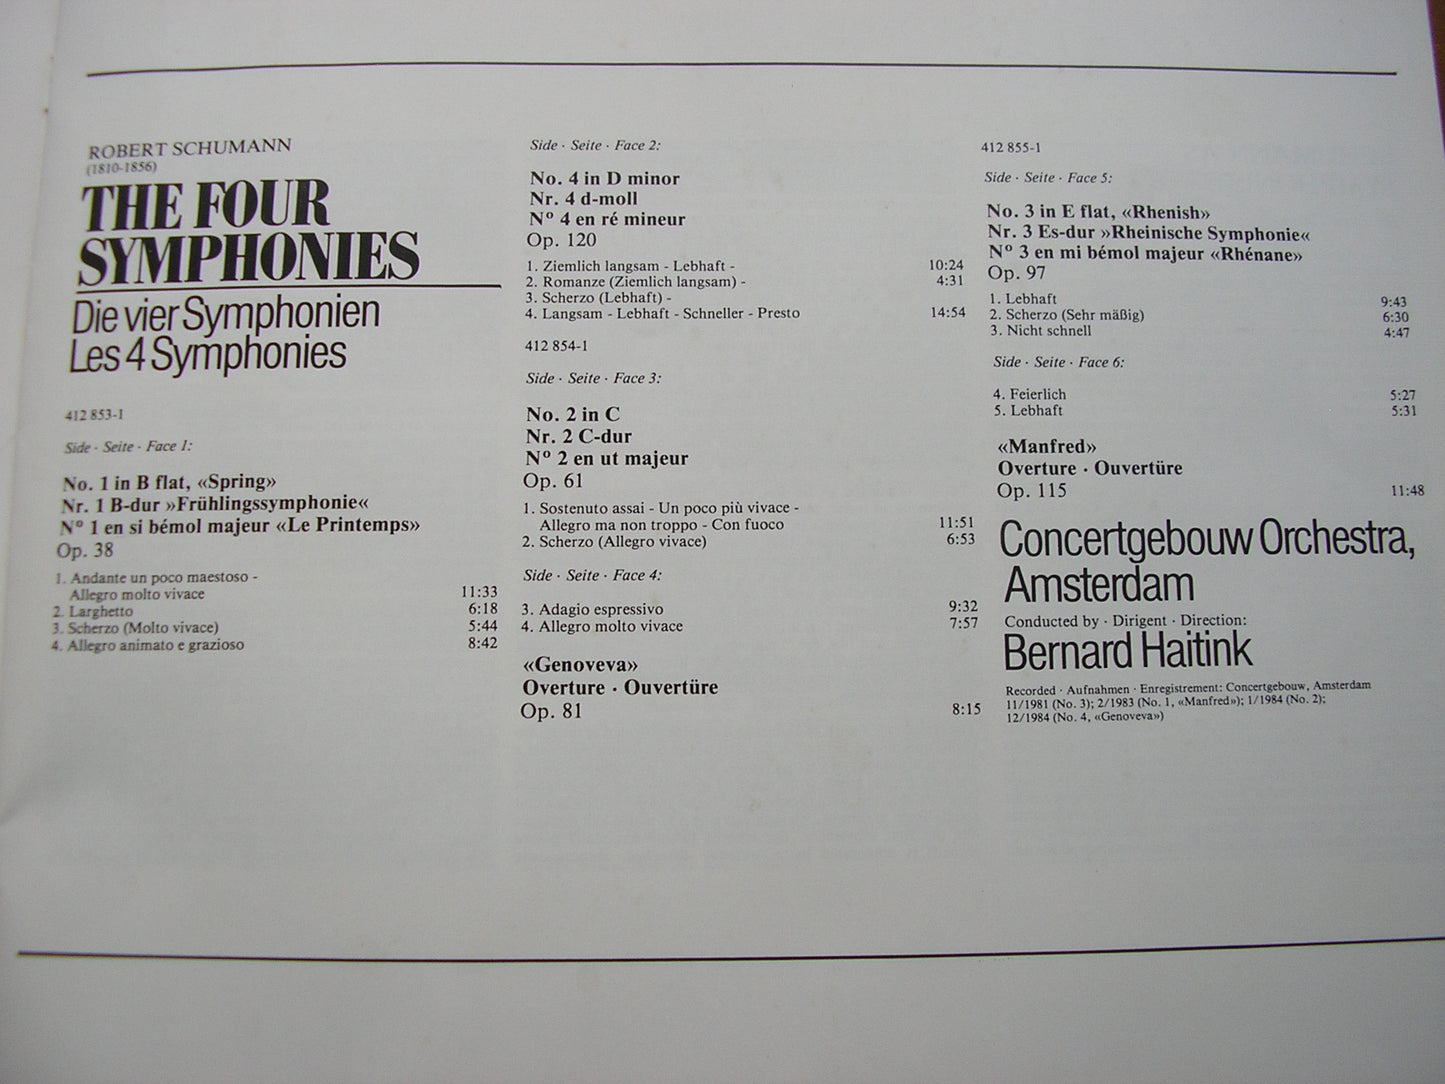 ROBERT SCHUMANN
(1810-1856)
THE FOUR
SYMPHONIES
Die vier Symphonien
Les 4 Symphonies
412 853-1
Side · Seite · Face 1:
No. 1 in B flat, «Spring»
Nr. 1 B-dur »Frühlingssymphonie«
Nº 1 en si bémol majeur «Le Printemps»
Op. 38
1. Andante un poco maestoso -
Allegro molto vivace 11:33
2. Larghetto 6:18
3. Scherzo (Molto vivace) 5:44
4. Allegro animato e grazioso 8:42
Side · Seite · Face 2:
No. 4 in D minor
Nr. 4 d-moll
Nº 4 en ré mineur
Op. 120
1. Ziemlich langsam - Lebhaft - 10:24
2. Romanze (Ziemlich langsam) - 4:31
3. Scherzo (Lebhaft) -
4. Langsam - Lebhaft - Schneller - Presto 14:54
412 854-1
Side · Seite · Face 3:
No. 2 in C
Nr. 2 C-dur
Nº 2 en ut majeur
Op. 61
1. Sostenuto assai - Un poco più vivace -
Allegro ma non troppo - Con fuoco 11:51
2. Scherzo (Allegro vivace) 6:53
Side · Seite · Face 4:
3. Adagio espressivo 9:32
4. Allegro molto vivace 7:57
«Genoveva»
Overture · Ouvertüre
Op. 81 8:15
412 855-1
Side · Seite · Face 5:
No. 3 in E flat, «Rhenish»
Nr. 3 Es-dur »Rheinische Symphonie«
Nº 3 en mi bémol majeur «Rhénane»
Op. 97
1. Lebhaft 9:43
2. Scherzo (Sehr mäßig) 6:30
3. Nicht schnell 4:47
Side · Seite · Face 6:
4. Feierlich 5:27
5. Lebhaft 5:31
«Manfred»
Overture · Ouvertüre
Op. 115 11:48
Concertgebouw Orchestra,
Amsterdam
Conducted by · Dirigent · Direction:
Bernard Haitink
Recorded · Aufnahmen · Enregistrement: Concertgebouw, Amsterdam
11/1981 (No. 3); 2/1983 (No. 1, «Manfred»); 1/1984 (No. 2);
12/1984 (No. 4, «Genoveva»)